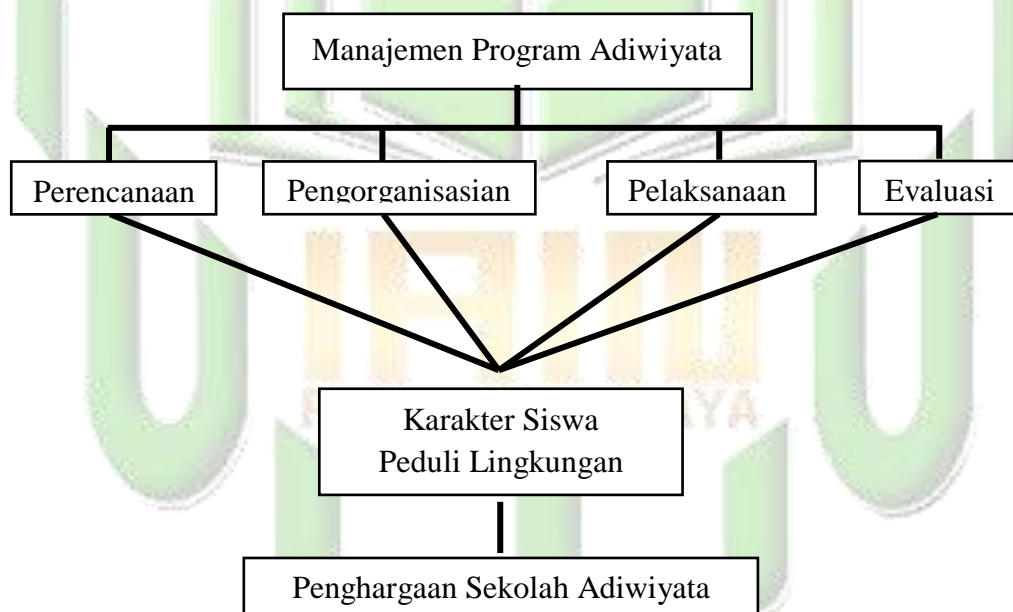 Manajemen Program Adiwiyata
Perencanaan
Pengorganisasian
Pelaksanaan
Evaluasi
Karakter Siswa
Peduli Lingkungan
Penghargaan Sekolah Adiwiyata